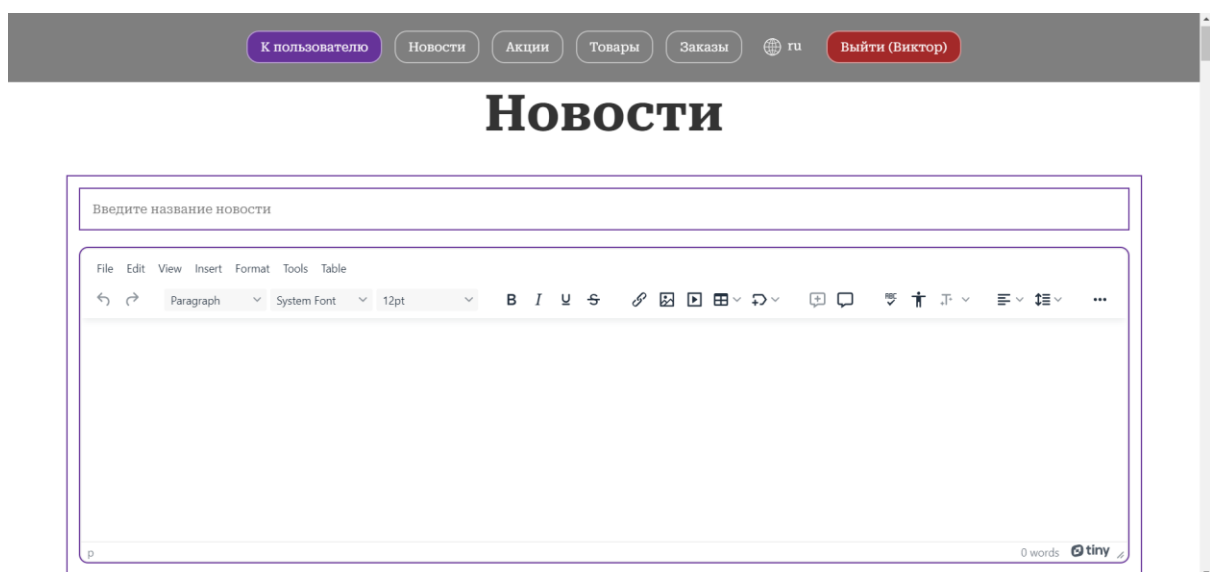 К пользователю Новости Акции Товары Заказы ru Выйти (Виктор)
Новости
Введите название новости
File Edit View Insert Format Tools Table
Paragraph System Font 12pt B I U S ABC T
p 0 words tiny